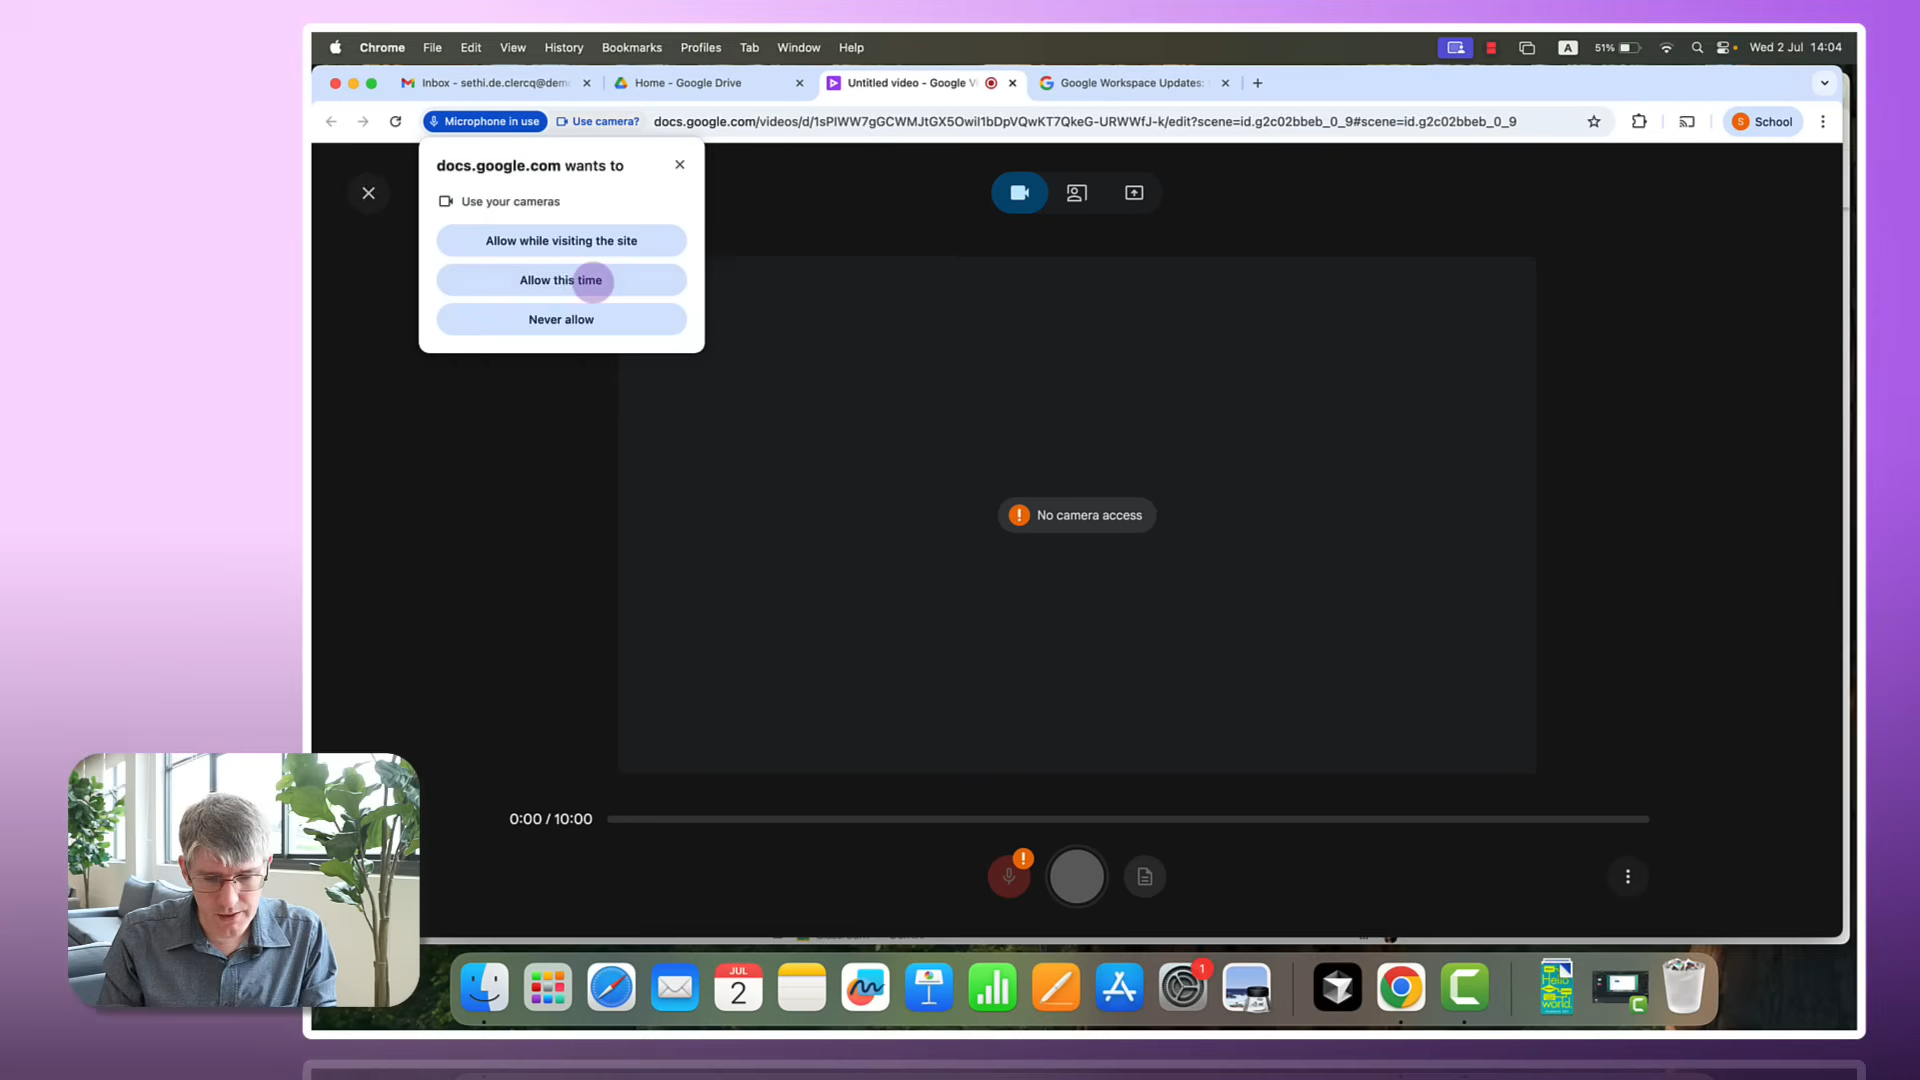 Chrome File Edit View History Bookmarks Profiles Tab Window Help A 51% Wed 2 Jul 14:04
Inbox - sethi.de.clercq@dem Home - Google Drive Untitled video - Google Vi Google Workspace Updates:
Microphone in use Use camera? docs.google.com/videos/d/1sPIWW7gGCWMJtGX5Owil1bDpVQwKT7QkeG-URWWfJ-k/edit?scene=id.g2c02bbeb_0_9#scene=id.g2c02bbeb_0_9 S School
docs.google.com wants to
Use your cameras
Allow while visiting the site
Allow this time
Never allow
! No camera access
0:00 / 10:00
!
JUL
2
1
Hello
world.